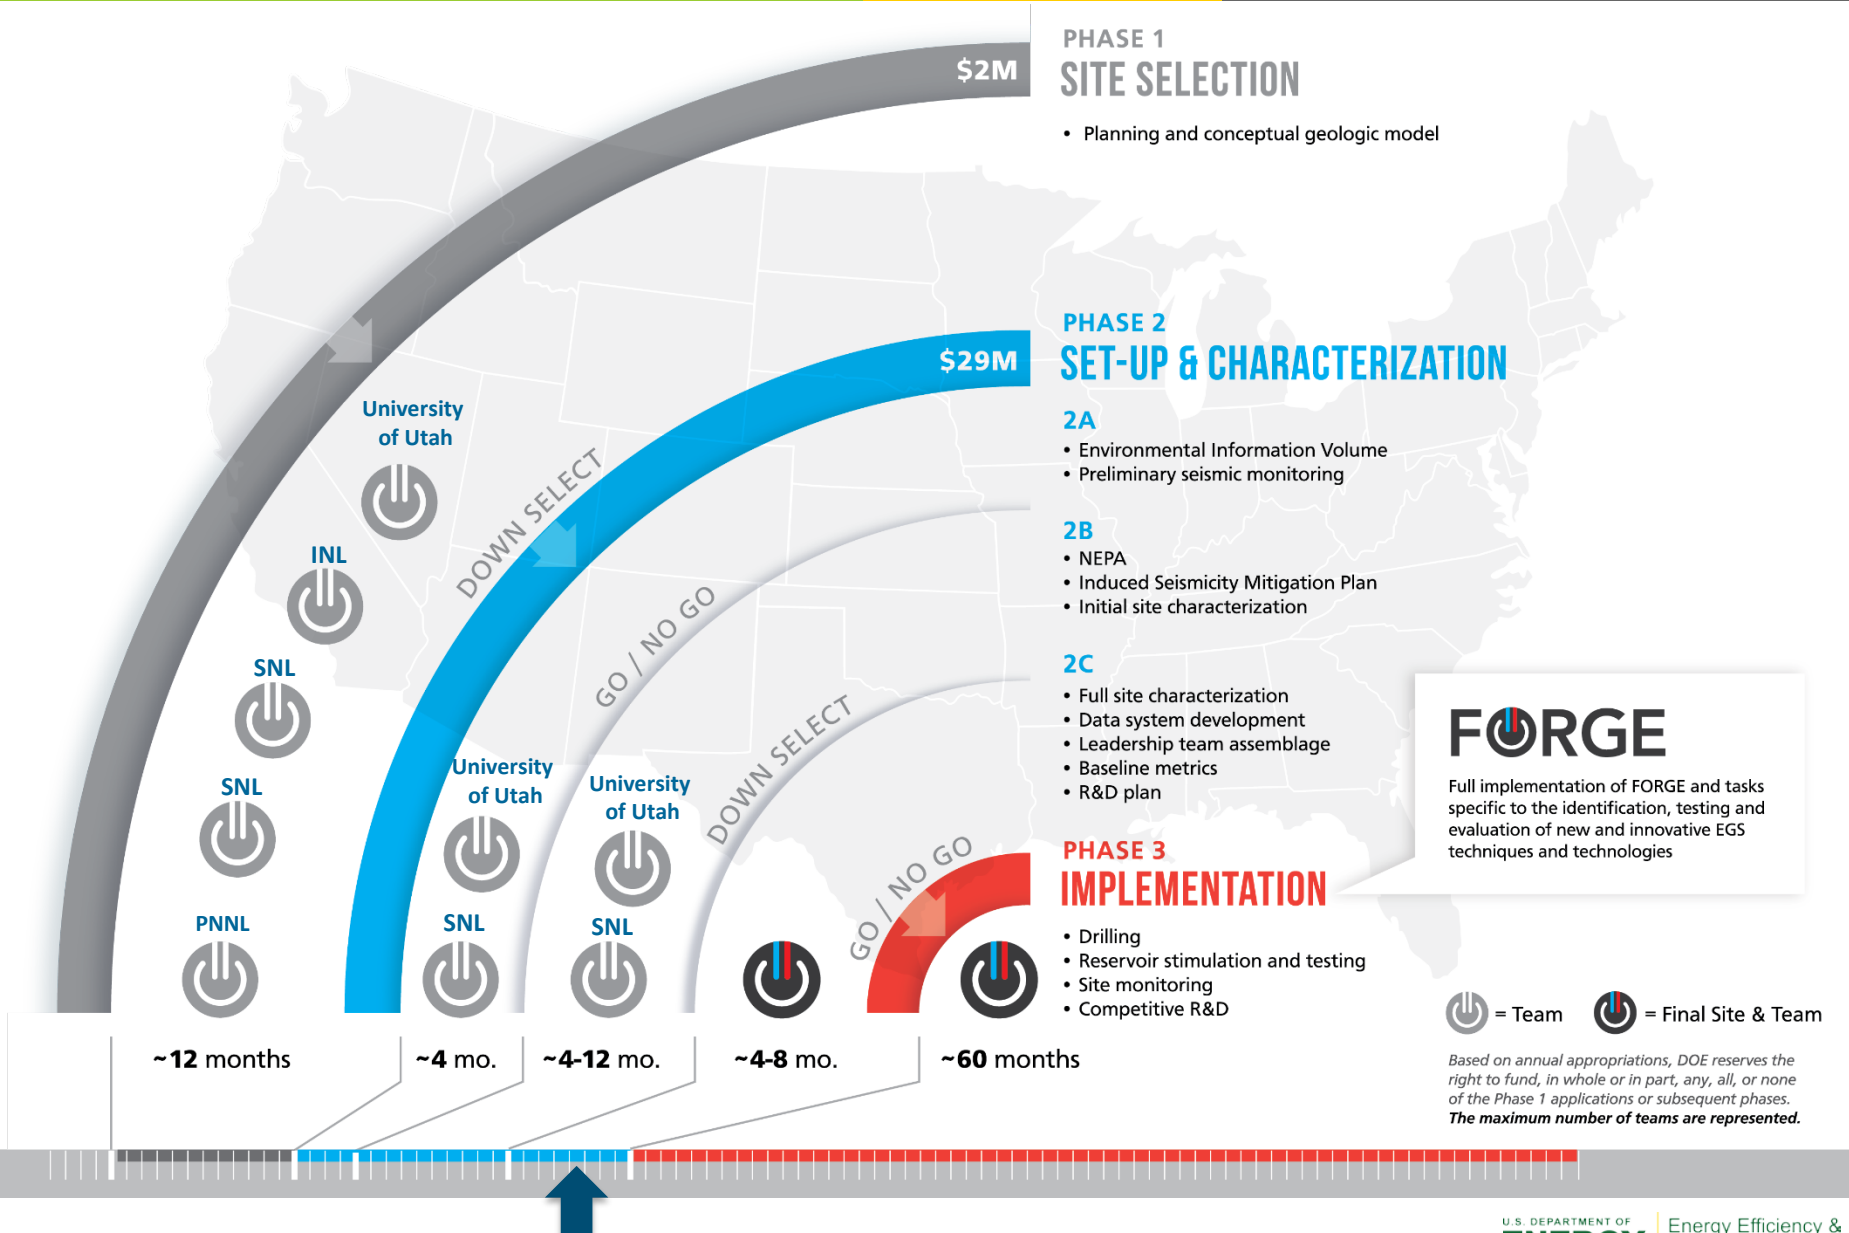 PHASE 1
SITE SELECTION
$2M
• Planning and conceptual geologic model
PHASE 2
SET-UP & CHARACTERIZATION
$29M
2A
• Environmental Information Volume
• Preliminary seismic monitoring
2B
• NEPA
• Induced Seismicity Mitigation Plan
• Initial site characterization
2C
• Full site characterization
• Data system development
• Leadership team assemblage
• Baseline metrics
• R&D plan
PHASE 3
IMPLEMENTATION
• Drilling
• Reservoir stimulation and testing
• Site monitoring
• Competitive R&D
FORGE
Full implementation of FORGE and tasks
specific to the identification, testing and
evaluation of new and innovative EGS
techniques and technologies
University
of Utah
INL
SNL
SNL
PNNL
DOWN SELECT
University
of Utah
SNL
GO / NO GO
University
of Utah
SNL
DOWN SELECT
GO / NO GO
~12 months
~4 mo.
~4-12 mo.
~4-8 mo.
~60 months
= Team
= Final Site & Team
Based on annual appropriations, DOE reserves the
right to fund, in whole or in part, any, all, or none
of the Phase 1 applications or subsequent phases.
The maximum number of teams are represented.
U.S. DEPARTMENT OF
ENERGY
Energy Efficiency &